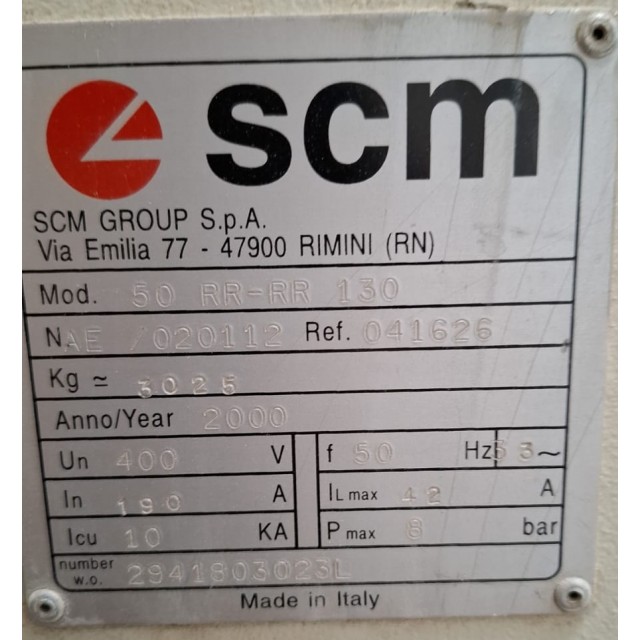 scm
SCM GROUP S.p.A.
Via Emilia 77 - 47900 RIMINI (RN)
Mod. 50 RR-RR 130
N AE /020112 Ref. 041626
Kg ≃ 3025
Anno/Year 2000
Un 400 V f 50 Hz 3~
In 190 A ILmax 42 A
Icu 10 KA Pmax 8 bar
number w.o. 2941803023L
Made in Italy